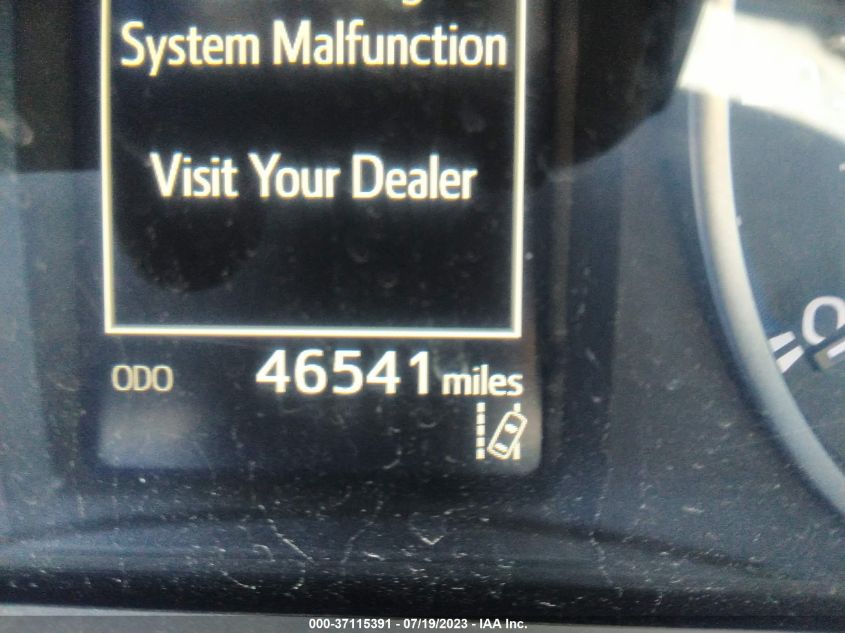 System Malfunction
Visit Your Dealer
ODO 46541 miles
000-37115391 - 07/19/2023 - IAA Inc.